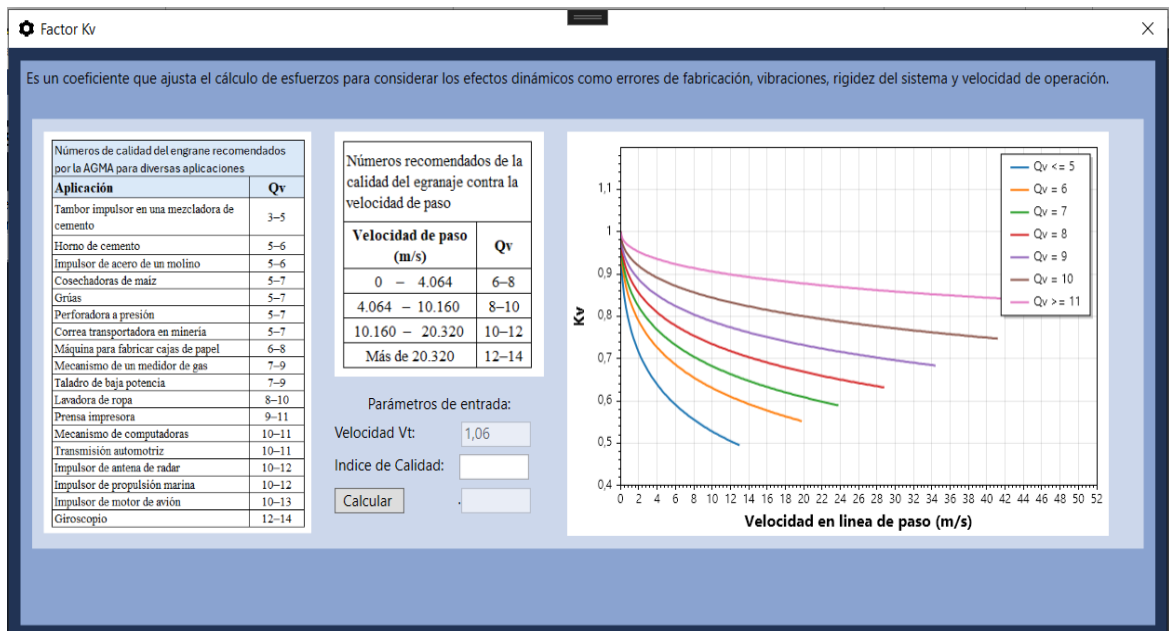 Factor Kv
Es un coeficiente que ajusta el cálculo de esfuerzos para considerar los efectos dinámicos como errores de fabricación, vibraciones, rigidez del sistema y velocidad de operación.
Números de calidad del engrane recomendados
por la AGMA para diversas aplicaciones
Aplicación Qv
Tambor impulsor en una mezcladora de
cemento 3–5
Horno de cemento 5–6
Impulsor de acero de un molino 5–6
Cosechadoras de maiz 5–7
Grúas 5–7
Perforadora a presión 5–7
Correa transportadora en mineria 5–7
Máquina para fabricar cajas de papel 6–8
Mecanismo de un medidor de gas 7–9
Taladro de baja potencia 7–9
Lavadora de ropa 8–10
Prensa impresora 9–11
Mecanismo de computadoras 10–11
Transmisión automotriz 10–11
Impulsor de antena de radar 10–12
Impulsor de propulsión marina 10–12
Impulsor de motor de avión 10–13
Giroscopio 12–14
Números recomendados de la
calidad del egranaje contra la
velocidad de paso
Velocidad de paso
(m/s) Qv
0 – 4.064 6–8
4.064 – 10.160 8–10
10.160 – 20.320 10–12
Más de 20.320 12–14
Parámetros de entrada:
Velocidad Vt: 1,06
Indice de Calidad:
Calcular .
Kv
1,1
1
0,9
0,8
0,7
0,6
0,5
0,4
Qv <= 5
Qv = 6
Qv = 7
Qv = 8
Qv = 9
Qv = 10
Qv >= 11
0 2 4 6 8 10 12 14 16 18 20 22 24 26 28 30 32 34 36 38 40 42 44 46 48 50 52
Velocidad en linea de paso (m/s)